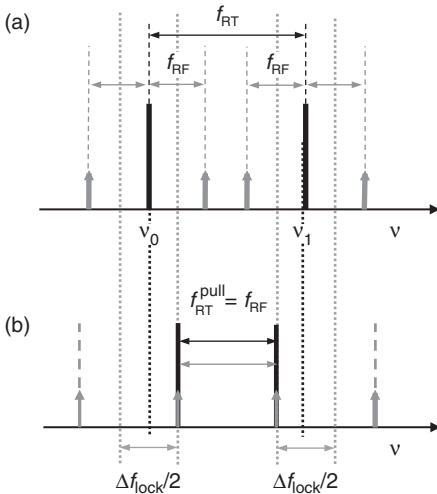 (a)
f_RT
f_RF f_RF
ν_0 ν_1 ν
(b)
f_RT^pull = f_RF
ν
Δf_lock/2 Δf_lock/2